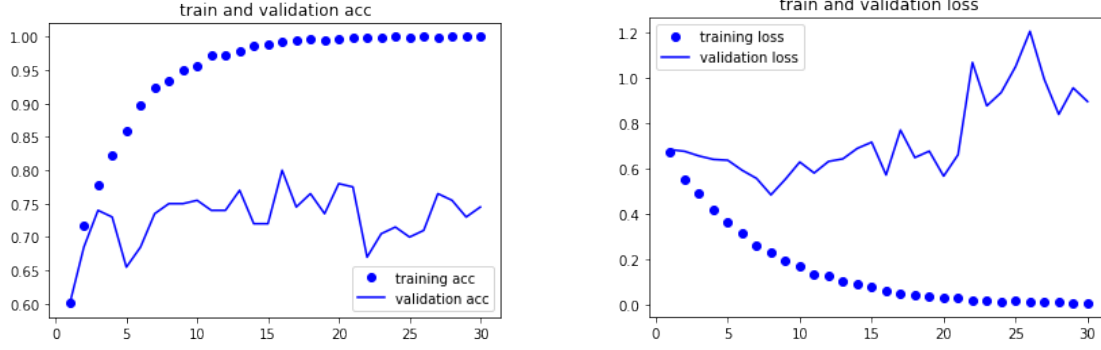 train and validation acc
1.00
0.95
0.90
0.85
0.80
0.75
0.70
0.65
0.60
training acc
validation acc
0 5 10 15 20 25 30
train and validation loss
1.2
1.0
0.8
0.6
0.4
0.2
0.0
training loss
validation loss
0 5 10 15 20 25 30